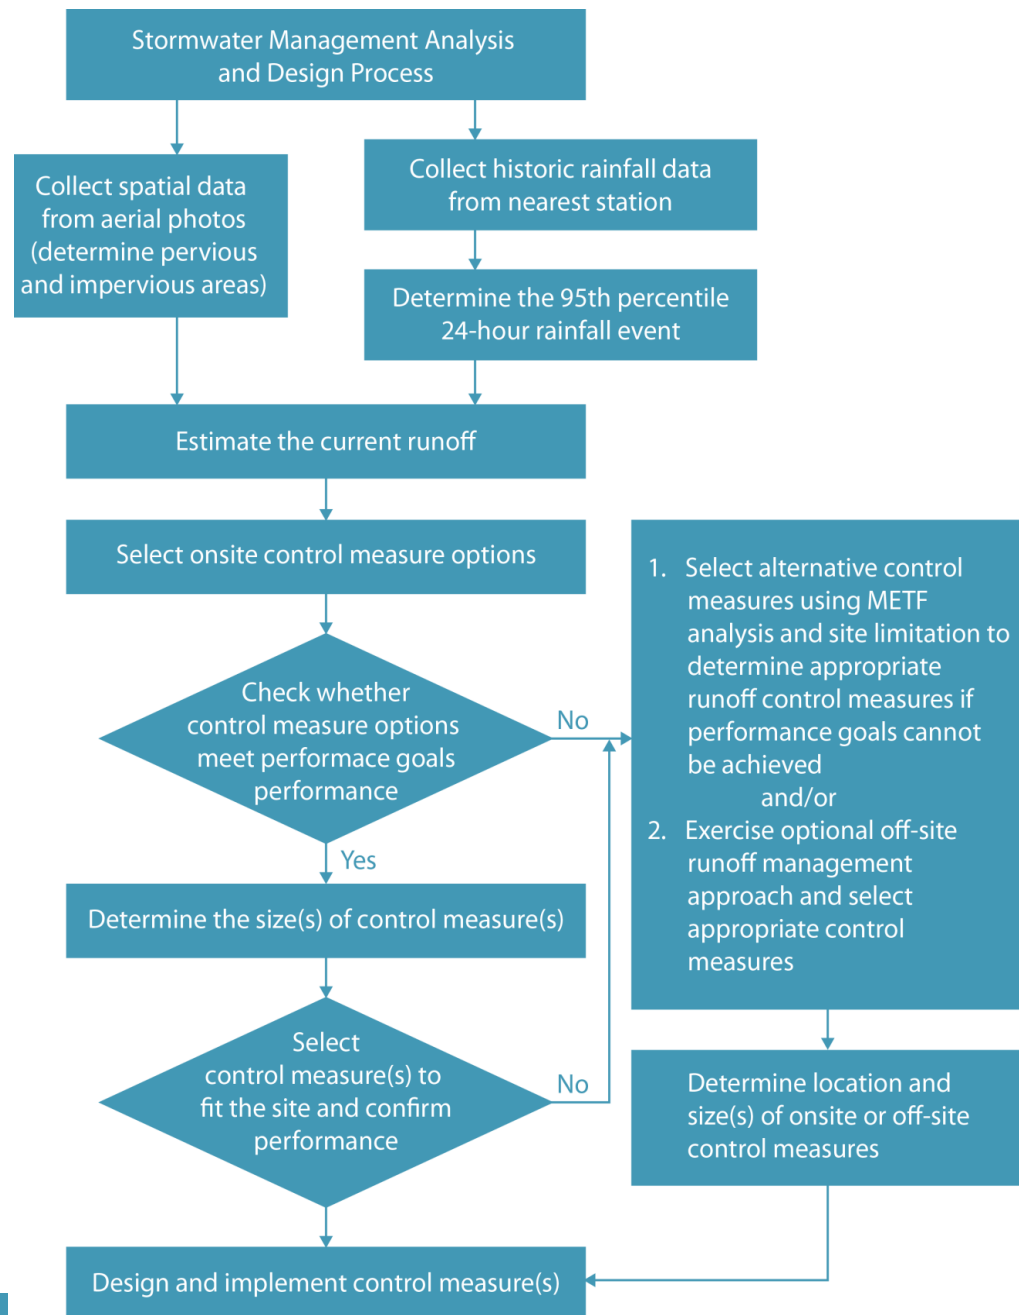 Stormwater Management Analysis
and Design Process
Collect spatial data
from aerial photos
(determine pervious
and impervious areas)
Collect historic rainfall data
from nearest station
Determine the 95th percentile
24-hour rainfall event
Estimate the current runoff
Select onsite control measure options
Check whether
control measure options
meet performace goals
performance
No
Yes
1. Select alternative control
measures using METF
analysis and site limitation to
determine appropriate
runoff control measures if
performance goals cannot
be achieved
and/or
2. Exercise optional off-site
runoff management
approach and select
appropriate control
measures
Determine the size(s) of control measure(s)
Select
control measure(s) to
fit the site and confirm
performance
No
Determine location and
size(s) of onsite or off-site
control measures
Design and implement control measure(s)